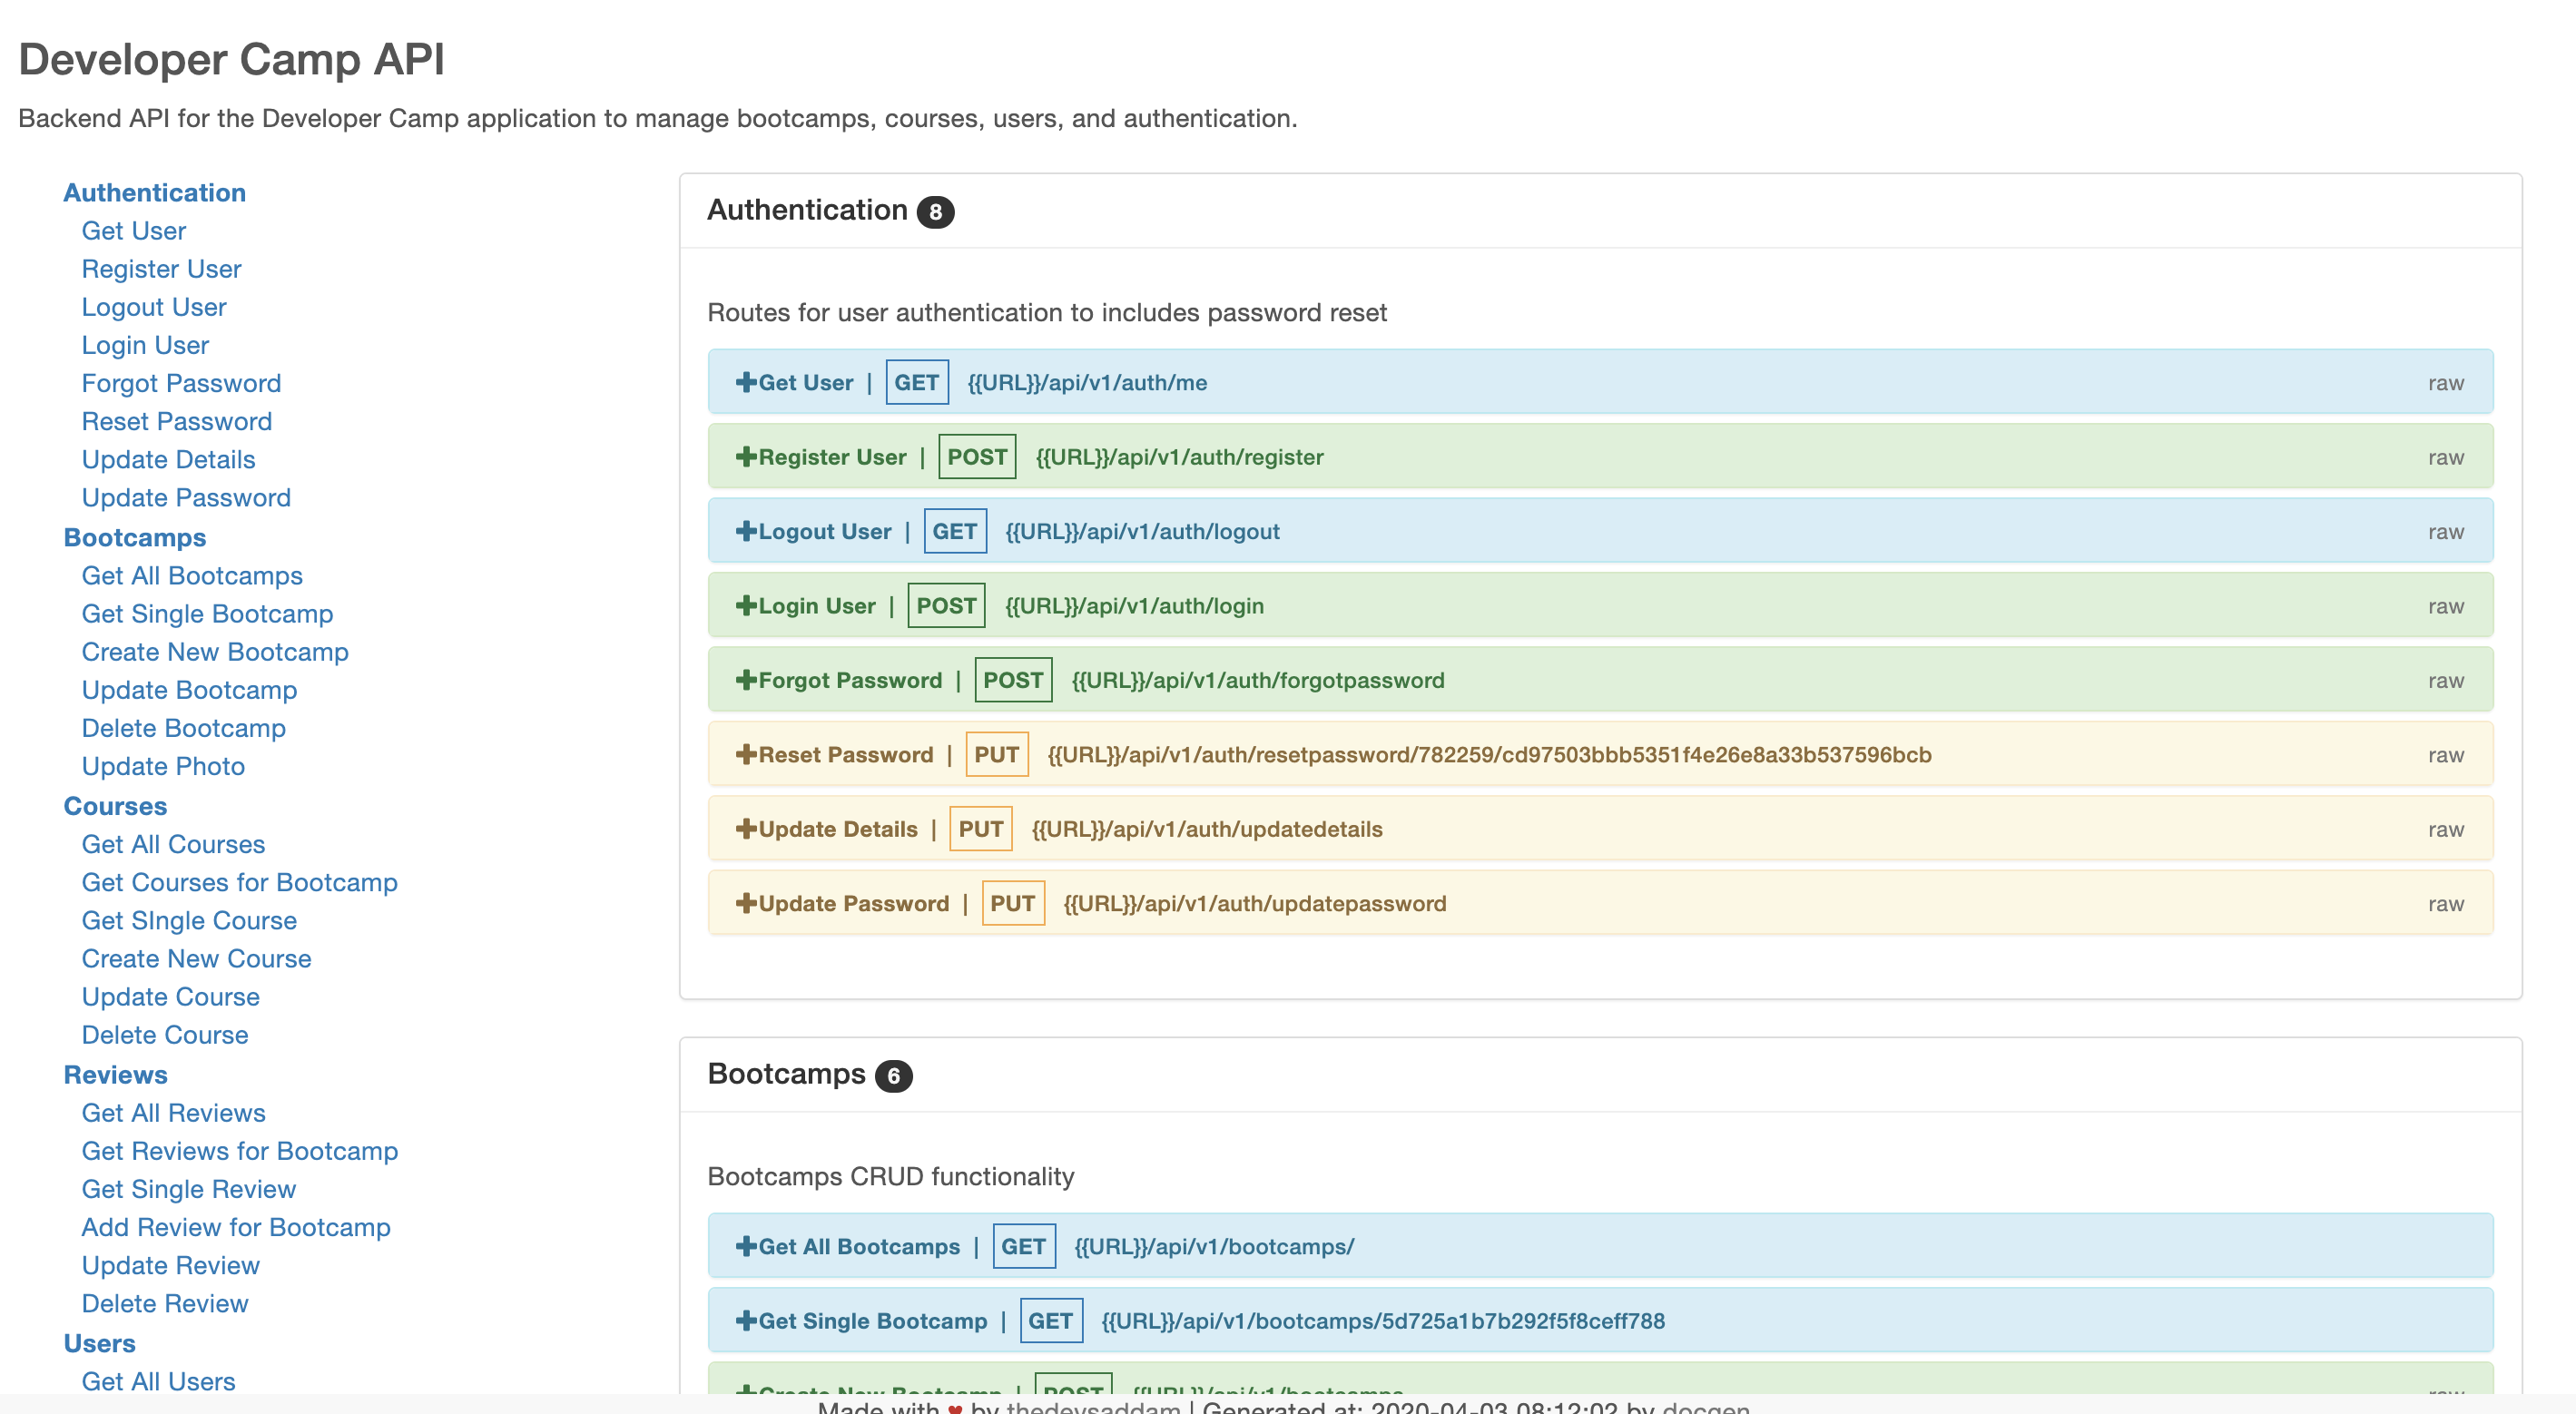 Developer Camp API
Backend API for the Developer Camp application to manage bootcamps, courses, users, and authentication.
Authentication
Get User
Register User
Logout User
Login User
Forgot Password
Reset Password
Update Details
Update Password
Bootcamps
Get All Bootcamps
Get Single Bootcamp
Create New Bootcamp
Update Bootcamp
Delete Bootcamp
Update Photo
Courses
Get All Courses
Get Courses for Bootcamp
Get SIngle Course
Create New Course
Update Course
Delete Course
Reviews
Get All Reviews
Get Reviews for Bootcamp
Get Single Review
Add Review for Bootcamp
Update Review
Delete Review
Users
Get All Users
Authentication 8
Routes for user authentication to includes password reset
Get User | GET {{URL}}/api/v1/auth/me raw
Register User | POST {{URL}}/api/v1/auth/register raw
Logout User | GET {{URL}}/api/v1/auth/logout raw
Login User | POST {{URL}}/api/v1/auth/login raw
Forgot Password | POST {{URL}}/api/v1/auth/forgotpassword raw
Reset Password | PUT {{URL}}/api/v1/auth/resetpassword/782259/cd97503bbb5351f4e26e8a33b537596bcb raw
Update Details | PUT {{URL}}/api/v1/auth/updatedetails raw
Update Password | PUT {{URL}}/api/v1/auth/updatepassword raw
Bootcamps 6
Bootcamps CRUD functionality
Get All Bootcamps | GET {{URL}}/api/v1/bootcamps/
Get Single Bootcamp | GET {{URL}}/api/v1/bootcamps/5d725a1b7b292f5f8ceff788
Create New Bootcamp | POST {{URL}}/api/v1/bootcamps raw
Made with ♥ by thedevsaddam | Generated at: 2020-04-03 08:12:02 by docgen